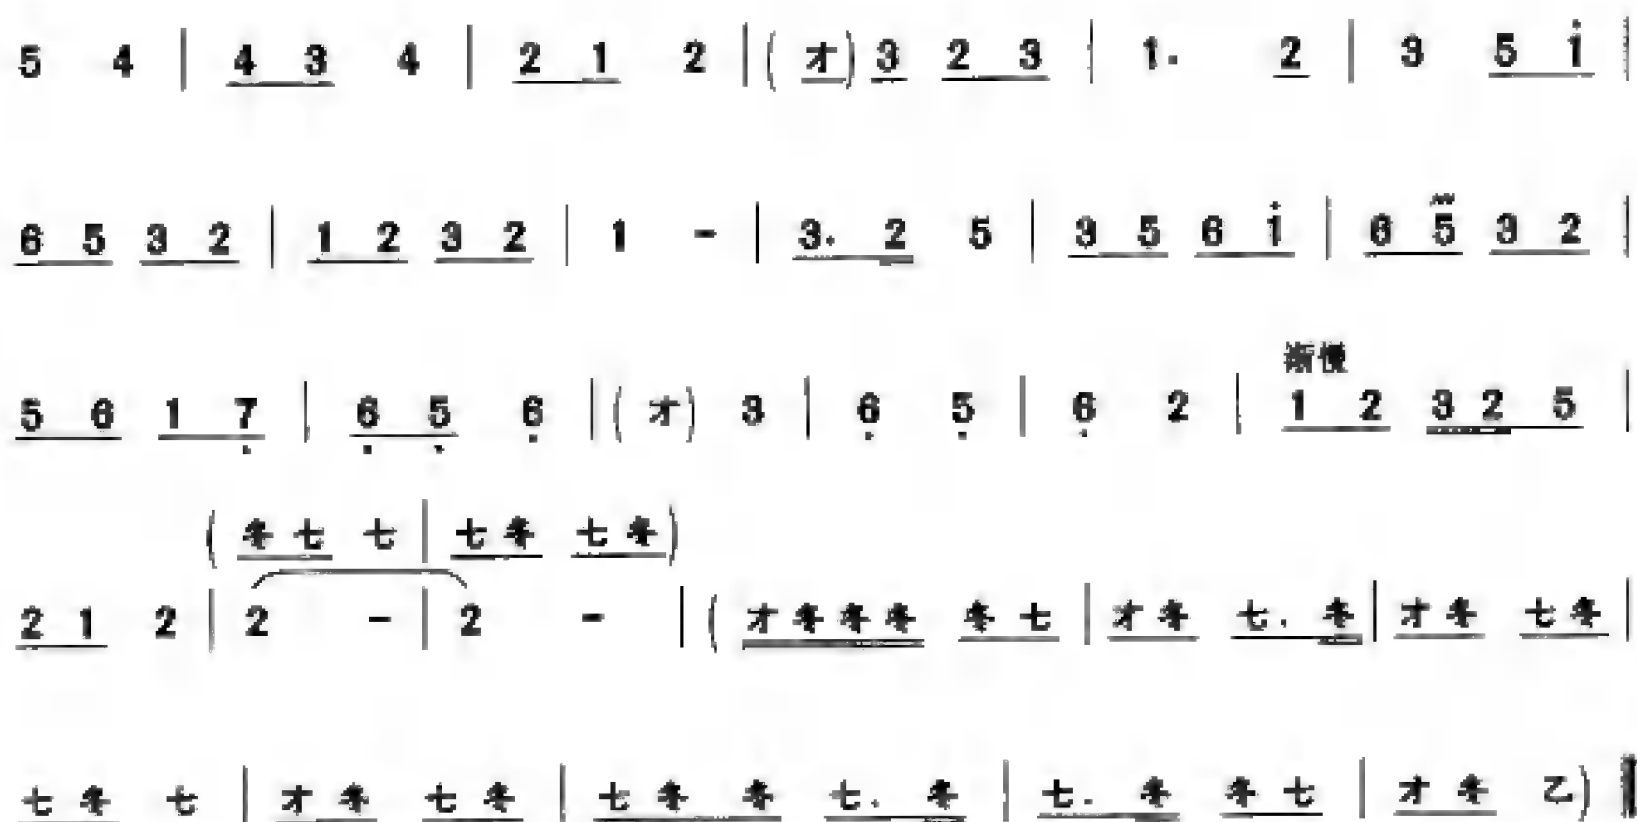 5 4 | 4 3 4 | 2 1 2 | ( 才 ) 3 2 3 | 1. 2 | 3 5 i |
6 5 3 2 | 1 2 3 2 | 1 - | 3. 2 5 | 3 5 6 i | 6 5 3 2 |
渐慢
5 6 1 7 | 6 5 6 | ( 才 ) 3 | 6 5 | 6 2 | 1 2 3 2 5 |
( 冬 七 七 | 七 冬 七 冬 )
2 1 2 | 2 - | 2 - | ( 才 冬 冬 冬 冬 七 | 才 冬 七. 冬 | 才 冬 七 冬 |
七 冬 七 | 才 冬 七 冬 | 七 冬 冬 七. 冬 | 七. 冬 冬 七 | 才 冬 乙 ) ‖